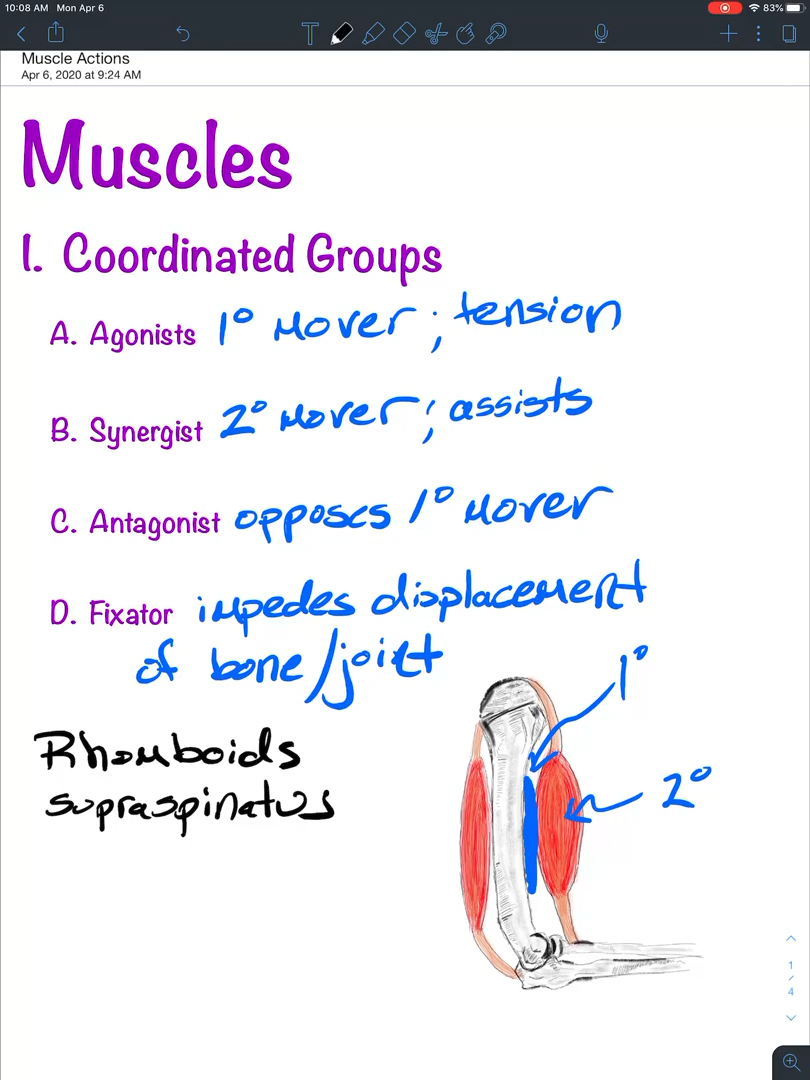 10:08 AM Mon Apr 6
83%
Muscle Actions
Apr 6, 2020 at 9:24 AM
Muscles
I. Coordinated Groups
A. Agonists 1° Mover ; tension
B. Synergist 2° Mover ; assists
C. Antagonist opposes 1° Mover
D. Fixator impedes displacement
of bone/joint
1°
Rhomboids
supraspinatus
2°
1
/
4